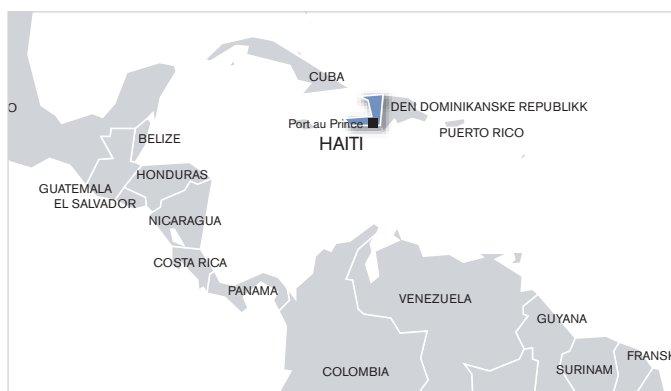 CUBA
O
DEN DOMINIKANSKE REPUBLIKK
Port au Prince
PUERTO RICO
BELIZE
HAITI
HONDURAS
GUATEMALA
EL SALVADOR
NICARAGUA
COSTA RICA
PANAMA
VENEZUELA
GUYANA
FRANSK
COLOMBIA
SURINAM